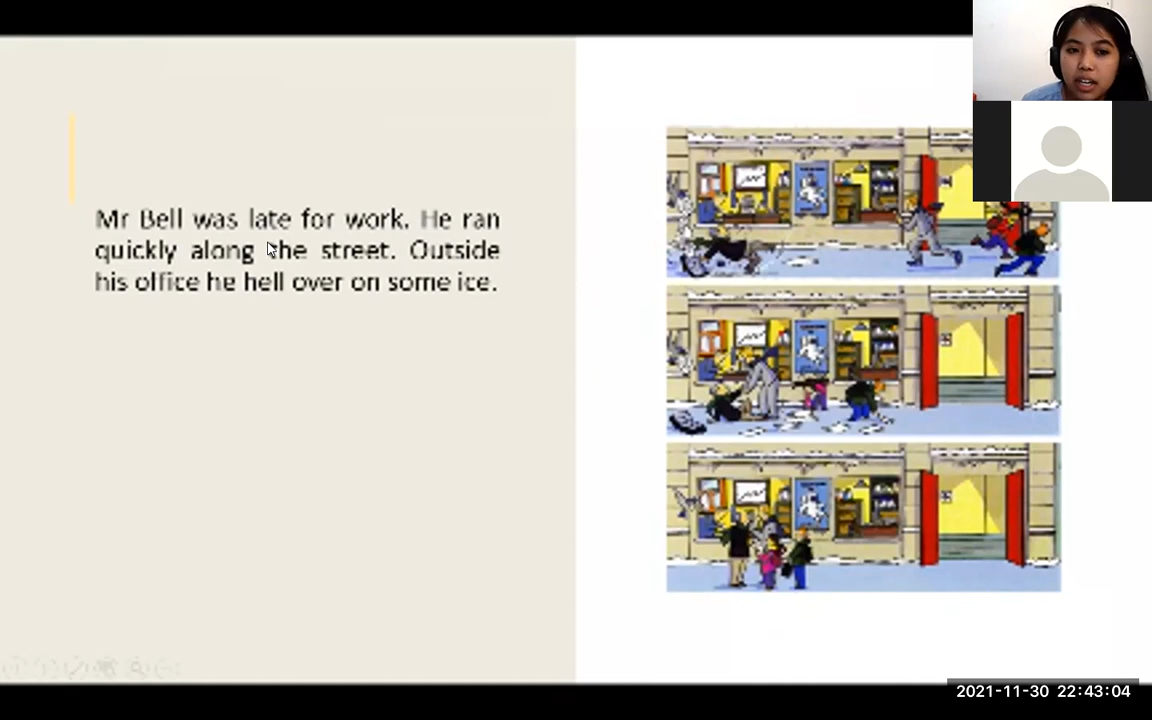 Mr Bell was late for work. He ran
quickly along the street. Outside
his office he hell over on some ice.
2021-11-30 22:43:04